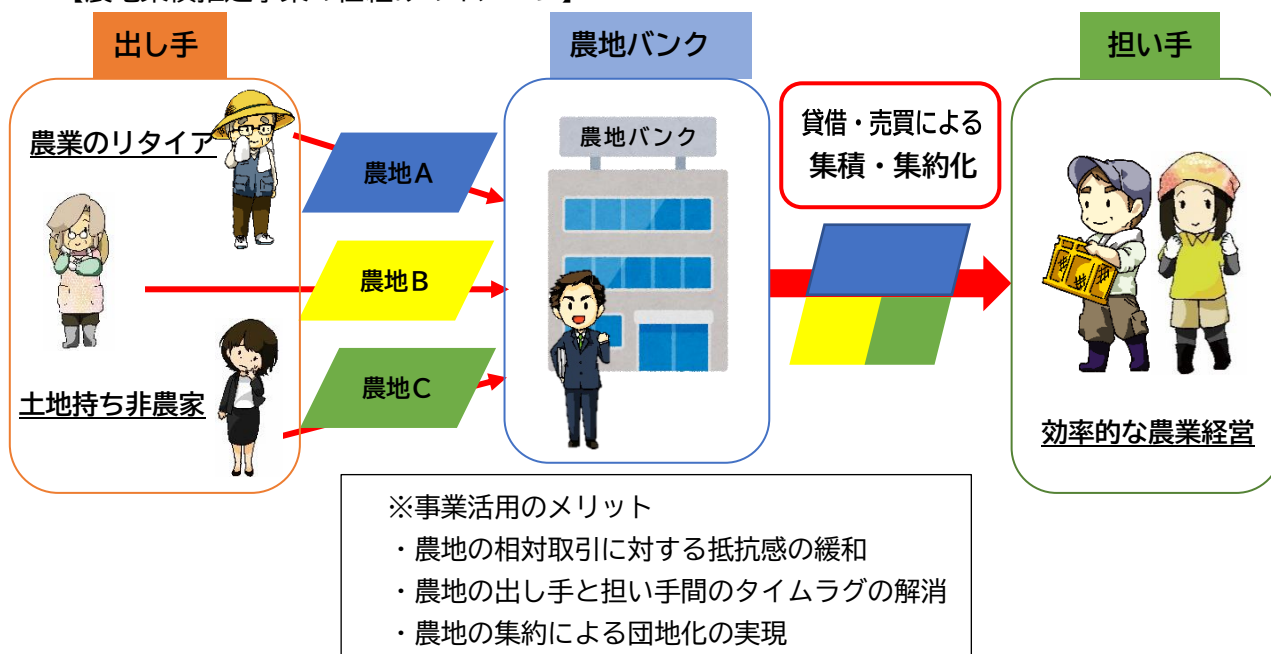 出し手
農地バンク
担い手
農業のリタイア
土地持ち非農家
農地A
農地B
農地C
農地バンク
貸借・売買による
集積・集約化
効率的な農業経営
※事業活用のメリット
・農地の相対取引に対する抵抗感の緩和
・農地の出し手と担い手間のタイムラグの解消
・農地の集約による団地化の実現